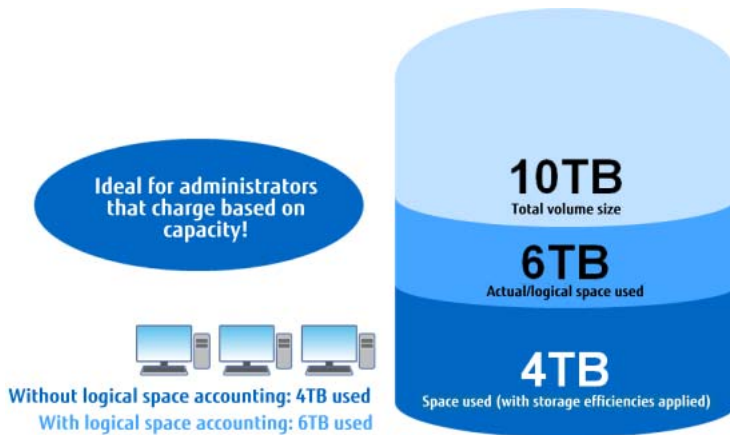 Ideal for administrators
that charge based on
capacity!
10TB
Total volume size
6TB
Actual/logical space used
4TB
Space used (with storage efficiencies applied)
Without logical space accounting: 4TB used
With logical space accounting: 6TB used